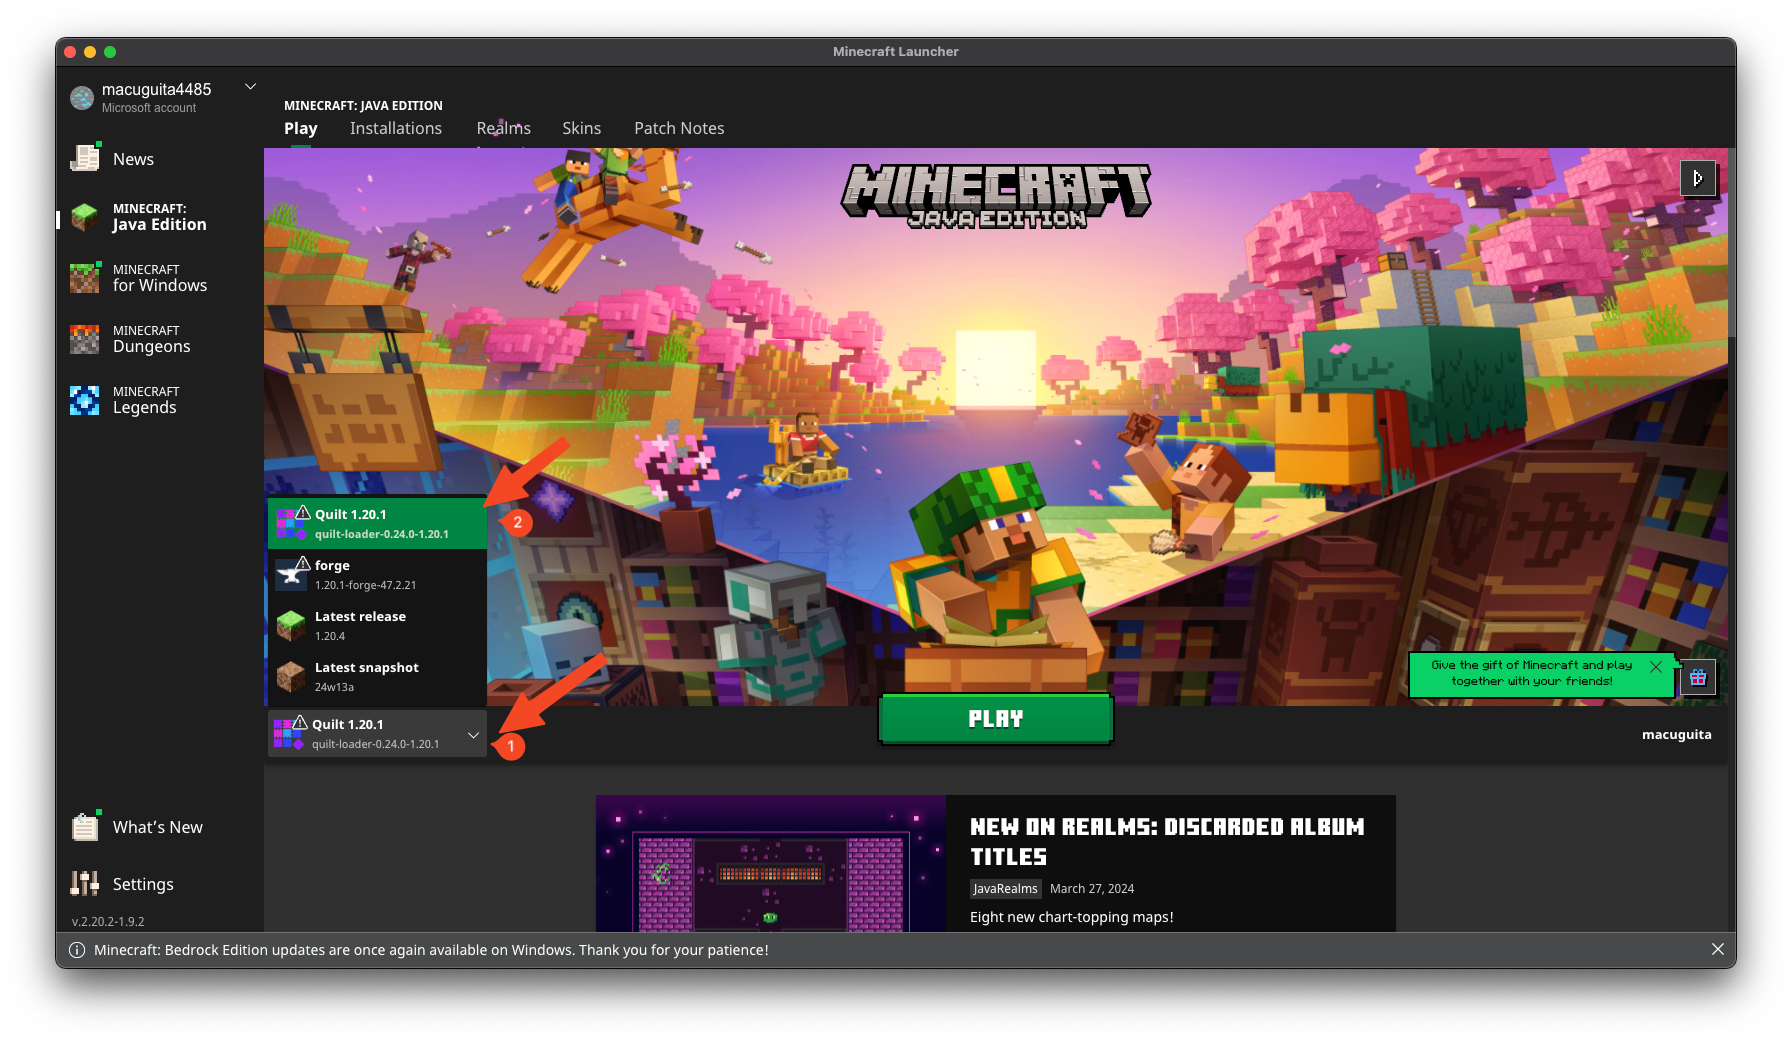 Minecraft Launcher
macuguita4485
Microsoft account
News
MINECRAFT:
Java Edition
MINECRAFT
for Windows
MINECRAFT
Dungeons
MINECRAFT
Legends
What's New
Settings
v.2.20.2-1.9.2
MINECRAFT: JAVA EDITION
Play Installations Realms Skins Patch Notes
MINECRAFT
JAVA EDITION
Quilt 1.20.1
quilt-loader-0.24.0-1.20.1
2
forge
1.20.1-forge-47.2.21
Latest release
1.20.4
Latest snapshot
24w13a
Quilt 1.20.1
quilt-loader-0.24.0-1.20.1
1
PLAY
Give the gift of Minecraft and play
together with your friends!
macuguita
NEW ON REALMS: DISCARDED ALBUM
TITLES
JavaRealms March 27, 2024
Eight new chart-topping maps!
Minecraft: Bedrock Edition updates are once again available on Windows. Thank you for your patience!